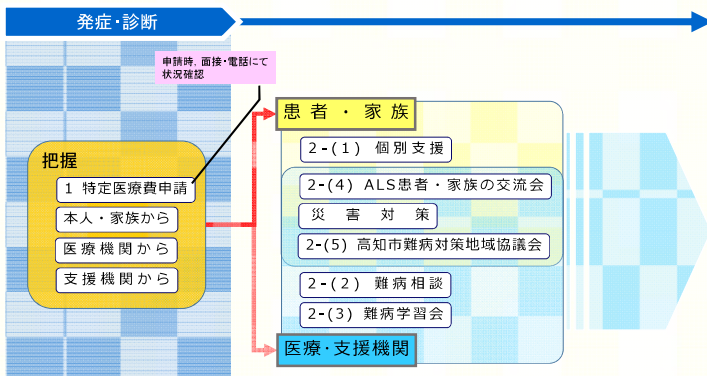 発症・診断
申請時，面接・電話にて
状況確認
把握
1 特定医療費申請
本人・家族から
医療機関から
支援機関から
患者・家族
2-(1) 個別支援
2-(4) ALS患者・家族の交流会
災害対策
2-(5) 高知市難病対策地域協議会
2-(2) 難病相談
2-(3) 難病学習会
医療・支援機関